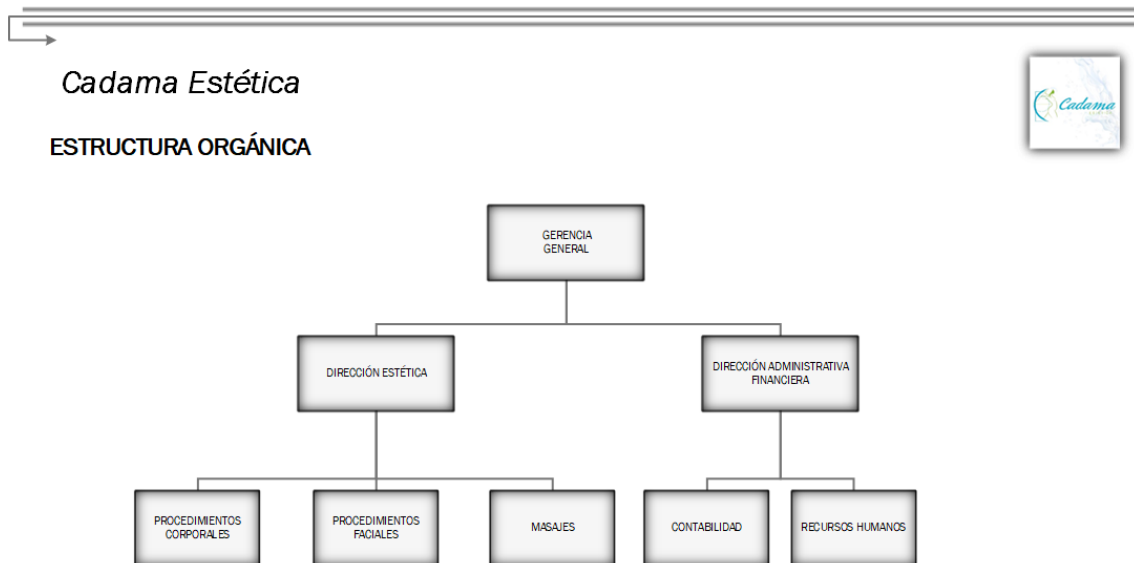 Cadama Estética
Cadama
ESTRUCTURA ORGÁNICA
GERENCIA
GENERAL
DIRECCIÓN ESTÉTICA
DIRECCIÓN ADMINISTRATIVA
FINANCIERA
PROCEDIMIENTOS
CORPORALES
PROCEDIMIENTOS
FACIALES
MASAJES
CONTABILIDAD
RECURSOS HUMANOS